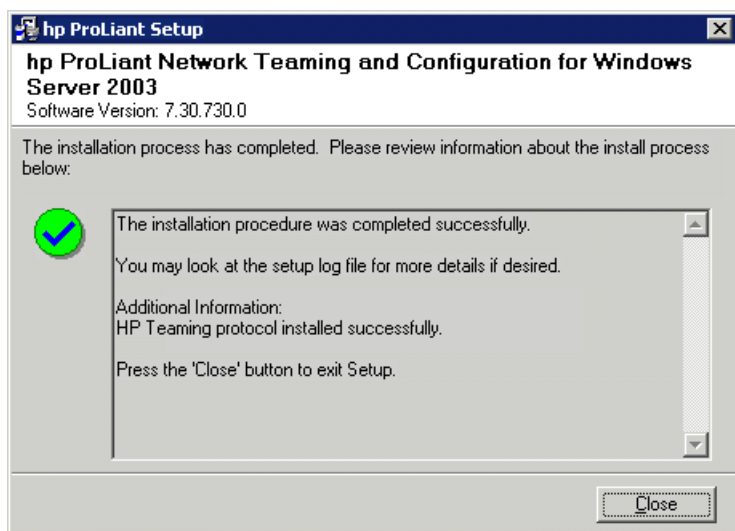 hp ProLiant Setup
hp ProLiant Network Teaming and Configuration for Windows
Server 2003
Software Version: 7.30.730.0
The installation process has completed.  Please review information about the install process
below:
The installation procedure was completed successfully.
You may look at the setup log file for more details if desired.
Additional Information:
HP Teaming protocol installed successfully.
Press the 'Close' button to exit Setup.
Close